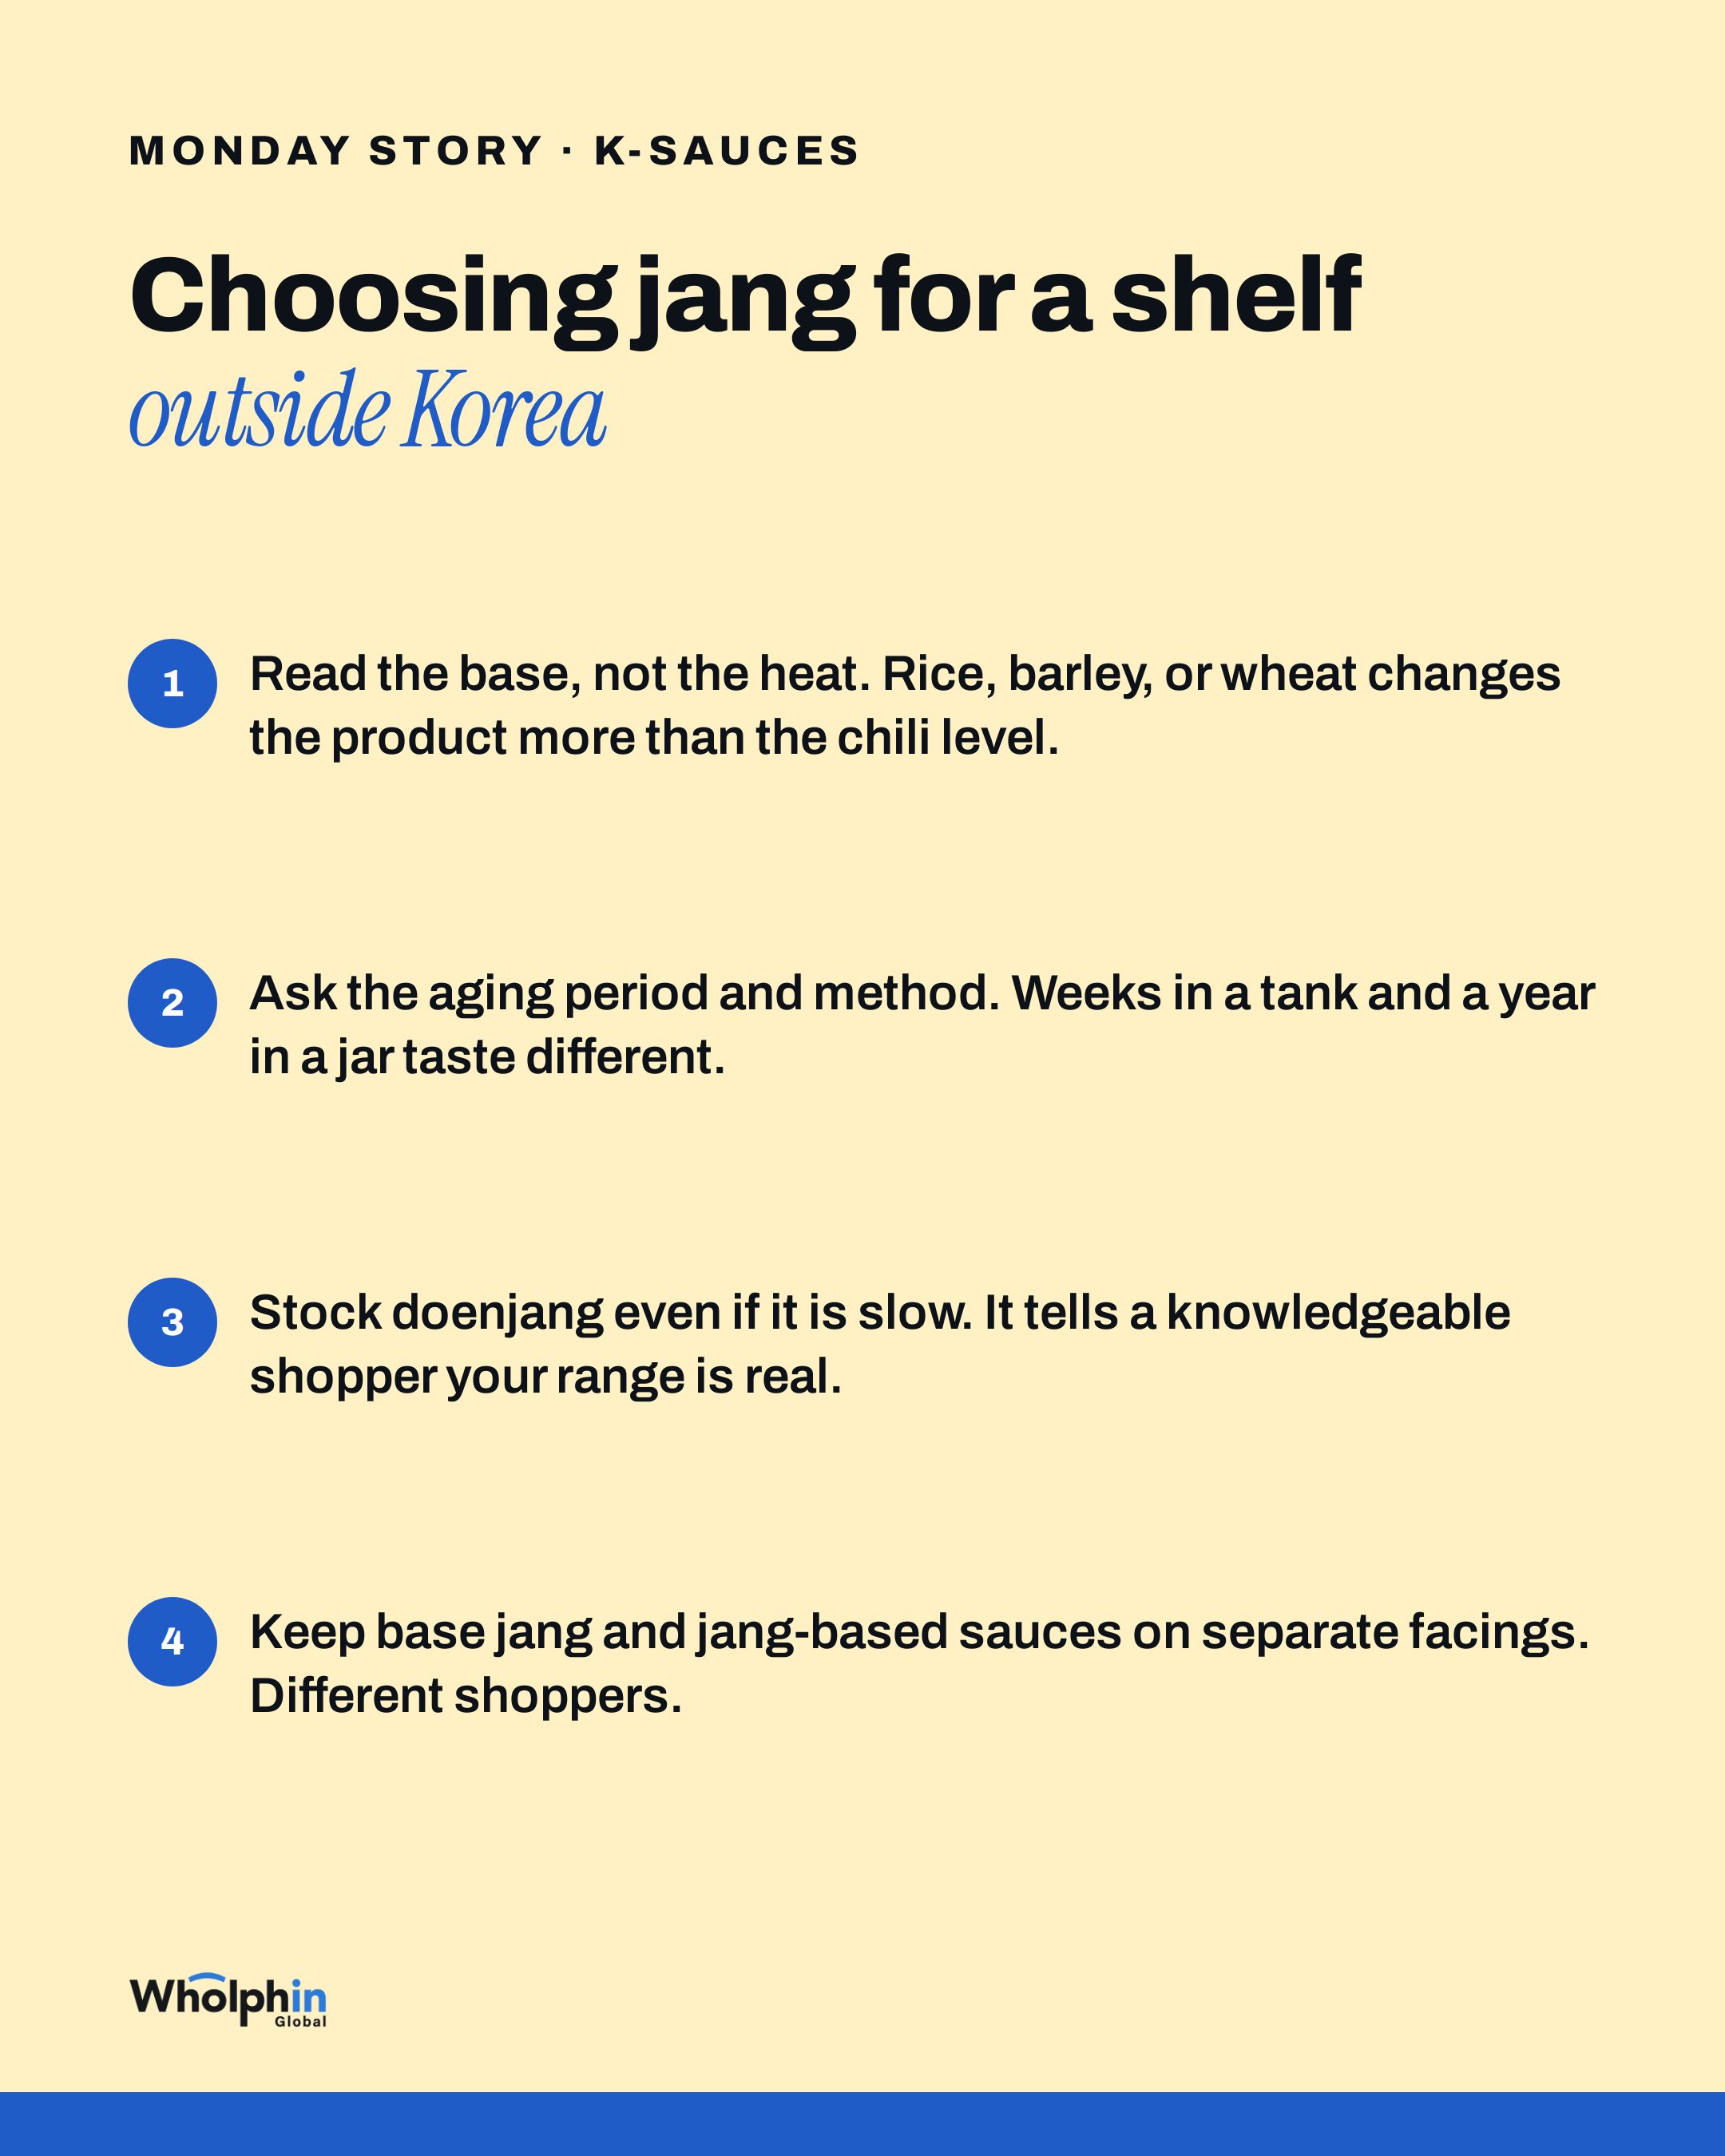 MONDAY STORY · K-SAUCES
Choosing jang for a shelf
outside Korea
1
Read the base, not the heat. Rice, barley, or wheat changes
the product more than the chili level.
2
Ask the aging period and method. Weeks in a tank and a year
in a jar taste different.
3
Stock doenjang even if it is slow. It tells a knowledgeable
shopper your range is real.
4
Keep base jang and jang-based sauces on separate facings.
Different shoppers.
Wholphin
Global